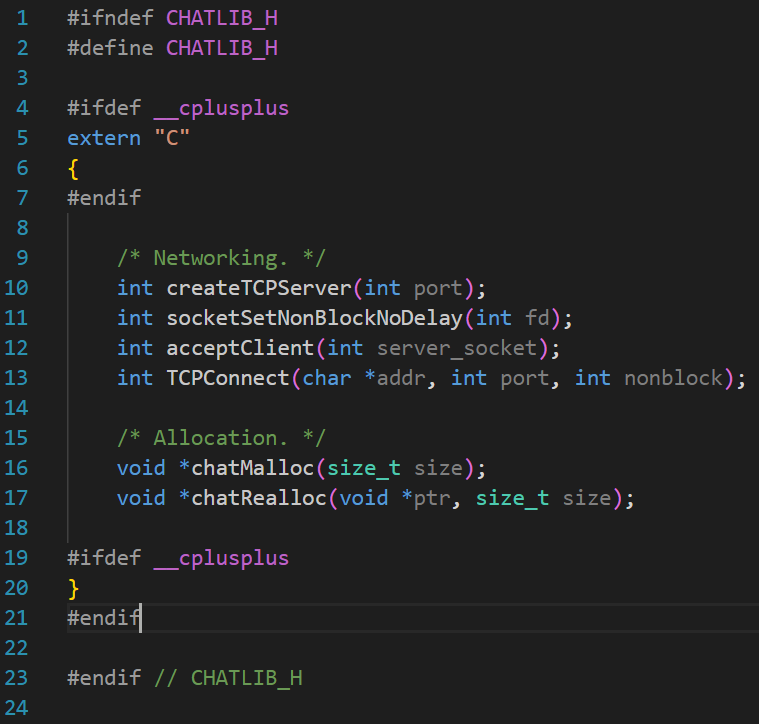 1 #ifndef CHATLIB_H
2 #define CHATLIB_H
3
4 #ifdef __cplusplus
5 extern "C"
6 {
7 #endif
8
9     /* Networking. */
10     int createTCPServer(int port);
11     int socketSetNonBlockNoDelay(int fd);
12     int acceptClient(int server_socket);
13     int TCPConnect(char *addr, int port, int nonblock);
14
15     /* Allocation. */
16     void *chatMalloc(size_t size);
17     void *chatRealloc(void *ptr, size_t size);
18
19 #ifdef __cplusplus
20 }
21 #endif
22
23 #endif // CHATLIB_H
24